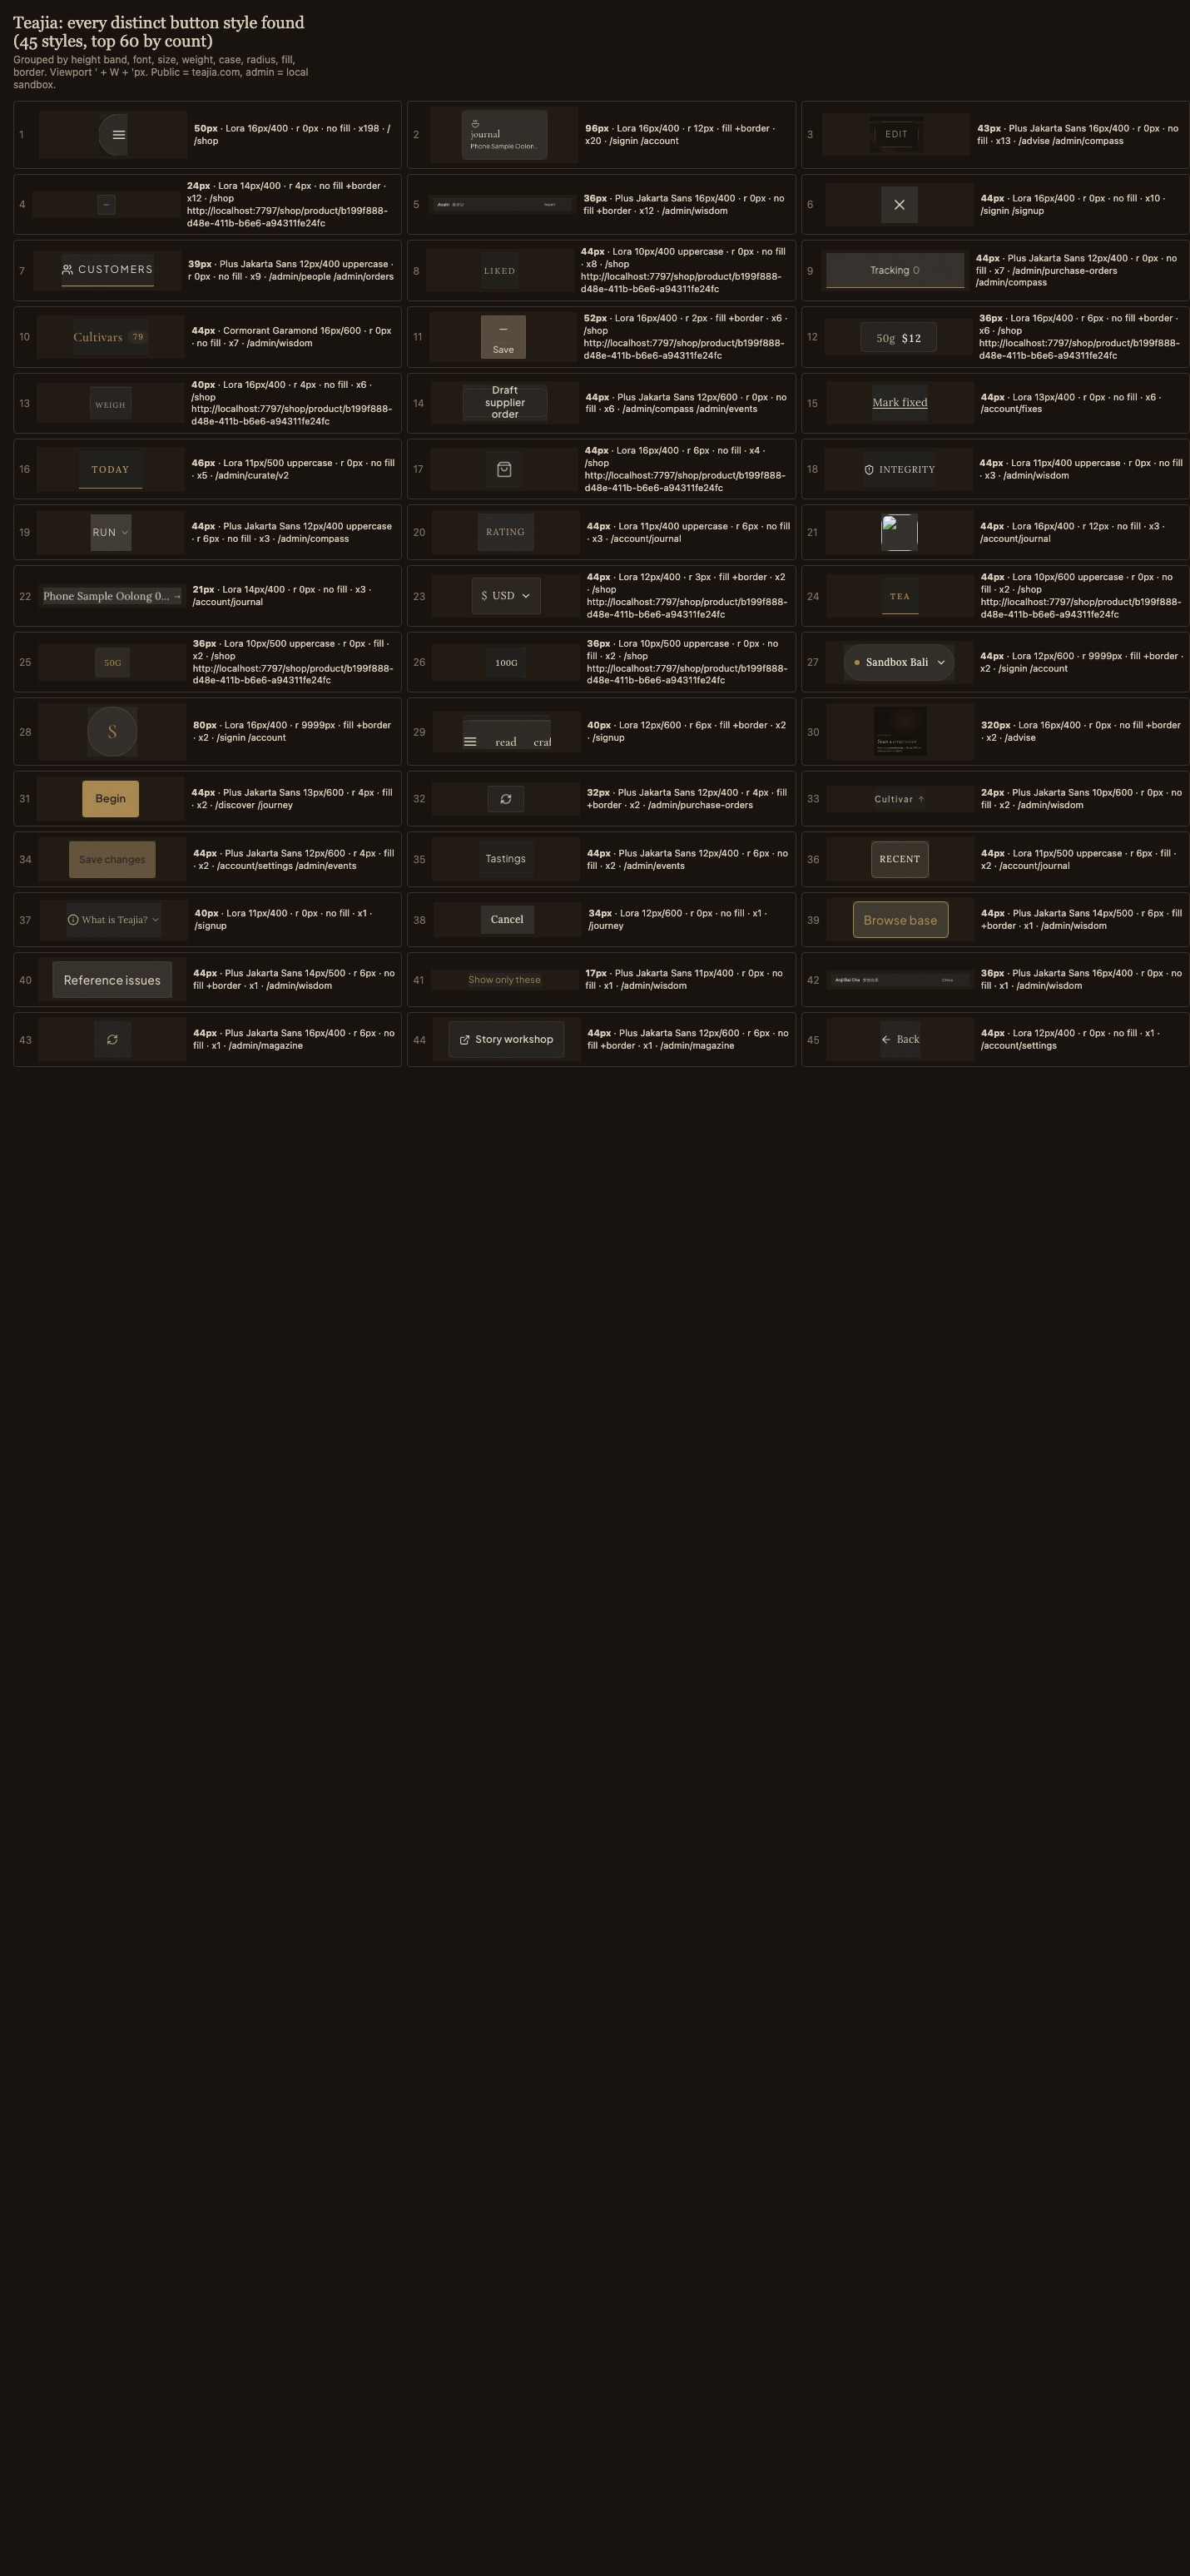 Teajia: every distinct button style found
(45 styles, top 60 by count)
Grouped by height band, font, size, weight, case, radius, fill,
border. Viewport ' + W + 'px. Public = teajia.com, admin = local
sandbox.
1
50px · Lora 16px/400 · r 0px · no fill · x198 · /
/shop
2
journal
Phone Sample Oolon...
96px · Lora 16px/400 · r 12px · fill +border ·
x20 · /signin /account
3
EDIT
43px · Plus Jakarta Sans 16px/400 · r 0px · no
fill · x13 · /advise /admin/compass
4
24px · Lora 14px/400 · r 4px · no fill +border ·
x12 · /shop
http://localhost:7797/shop/product/b199f888-
d48e-411b-b6e6-a94311fe24fc
5
36px · Plus Jakarta Sans 16px/400 · r 0px · no
fill +border · x12 · /admin/wisdom
6
44px · Lora 16px/400 · r 0px · no fill · x10 ·
/signin /signup
7
CUSTOMERS
39px · Plus Jakarta Sans 12px/400 uppercase ·
r 0px · no fill · x9 · /admin/people /admin/orders
8
LIKED
44px · Lora 10px/400 uppercase · r 0px · no fill
· x8 · /shop
http://localhost:7797/shop/product/b199f888-
d48e-411b-b6e6-a94311fe24fc
9
Tracking 0
44px · Plus Jakarta Sans 12px/400 · r 0px · no
fill · x7 · /admin/purchase-orders
/admin/compass
10
Cultivars 79
44px · Cormorant Garamond 16px/600 · r 0px
· no fill · x7 · /admin/wisdom
11
—
Save
52px · Lora 16px/400 · r 2px · fill +border · x6 ·
/shop
http://localhost:7797/shop/product/b199f888-
d48e-411b-b6e6-a94311fe24fc
12
50g $12
36px · Lora 16px/400 · r 6px · no fill +border ·
x6 · /shop
http://localhost:7797/shop/product/b199f888-
d48e-411b-b6e6-a94311fe24fc
13
WEIGH
40px · Lora 16px/400 · r 4px · no fill · x6 ·
/shop
http://localhost:7797/shop/product/b199f888-
d48e-411b-b6e6-a94311fe24fc
14
Draft
supplier
order
44px · Plus Jakarta Sans 12px/600 · r 0px · no
fill · x6 · /admin/compass /admin/events
15
Mark fixed
44px · Lora 13px/400 · r 0px · no fill · x6 ·
/account/fixes
16
TODAY
46px · Lora 11px/500 uppercase · r 0px · no fill
· x5 · /admin/curate/v2
17
44px · Lora 16px/400 · r 6px · no fill · x4 ·
/shop
http://localhost:7797/shop/product/b199f888-
d48e-411b-b6e6-a94311fe24fc
18
INTEGRITY
44px · Lora 11px/400 uppercase · r 0px · no fill
· x3 · /admin/wisdom
19
RUN
44px · Plus Jakarta Sans 12px/400 uppercase
· r 6px · no fill · x3 · /admin/compass
20
RATING
44px · Lora 11px/400 uppercase · r 6px · no fill
· x3 · /account/journal
21
44px · Lora 16px/400 · r 12px · no fill · x3 ·
/account/journal
22
Phone Sample Oolong 0... →
21px · Lora 14px/400 · r 0px · no fill · x3 ·
/account/journal
23
$ USD
44px · Lora 12px/400 · r 3px · fill +border · x2
· /shop
http://localhost:7797/shop/product/b199f888-
d48e-411b-b6e6-a94311fe24fc
24
TEA
44px · Lora 10px/600 uppercase · r 0px · no
fill · x2 · /shop
http://localhost:7797/shop/product/b199f888-
d48e-411b-b6e6-a94311fe24fc
25
50G
36px · Lora 10px/500 uppercase · r 0px · fill ·
x2 · /shop
http://localhost:7797/shop/product/b199f888-
d48e-411b-b6e6-a94311fe24fc
26
100G
36px · Lora 10px/500 uppercase · r 0px · no
fill · x2 · /shop
http://localhost:7797/shop/product/b199f888-
d48e-411b-b6e6-a94311fe24fc
27
Sandbox Bali
44px · Lora 12px/600 · r 9999px · fill +border ·
x2 · /signin /account
28
S
80px · Lora 16px/400 · r 9999px · fill +border
· x2 · /signin /account
29
read
40px · Lora 12px/600 · r 6px · fill +border · x2
· /signup
30
320px · Lora 16px/400 · r 0px · no fill +border
· x2 · /advise
31
Begin
44px · Plus Jakarta Sans 13px/600 · r 4px · fill
· x2 · /discover /journey
32
32px · Plus Jakarta Sans 12px/400 · r 4px · fill
+border · x2 · /admin/purchase-orders
33
Cultivar ↑
24px · Plus Jakarta Sans 10px/600 · r 0px · no
fill · x2 · /admin/wisdom
34
Save changes
44px · Plus Jakarta Sans 12px/600 · r 4px · fill
· x2 · /account/settings /admin/events
35
Tastings
44px · Plus Jakarta Sans 12px/400 · r 6px · no
fill · x2 · /admin/events
36
RECENT
44px · Lora 11px/500 uppercase · r 6px · fill ·
x2 · /account/journal
37
What is Teajia?
40px · Lora 11px/400 · r 0px · no fill · x1 ·
/signup
38
Cancel
34px · Lora 12px/600 · r 0px · no fill · x1 ·
/journey
39
Browse base
44px · Plus Jakarta Sans 14px/500 · r 6px · fill
+border · x1 · /admin/wisdom
40
Reference issues
44px · Plus Jakarta Sans 14px/500 · r 6px · no
fill +border · x1 · /admin/wisdom
41
Show only these
17px · Plus Jakarta Sans 11px/400 · r 0px · no
fill · x1 · /admin/wisdom
42
36px · Plus Jakarta Sans 16px/400 · r 0px · no
fill · x1 · /admin/wisdom
43
44px · Plus Jakarta Sans 16px/400 · r 6px · no
fill · x1 · /admin/magazine
44
Story workshop
44px · Plus Jakarta Sans 12px/600 · r 6px · no
fill +border · x1 · /admin/magazine
45
Back
44px · Lora 12px/400 · r 0px · no fill · x1 ·
/account/settings